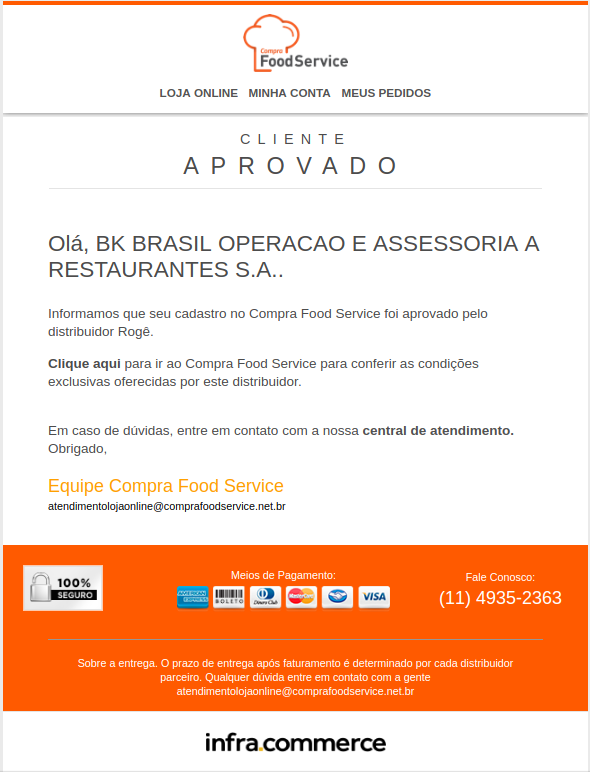 Compra
FoodService
LOJA ONLINE MINHA CONTA MEUS PEDIDOS
CLIENTE
APROVADO
Olá, BK BRASIL OPERACAO E ASSESSORIA A
RESTAURANTES S.A..
Informamos que seu cadastro no Compra Food Service foi aprovado pelo
distribuidor Rogê.
Clique aqui para ir ao Compra Food Service para conferir as condições
exclusivas oferecidas por este distribuidor.
Em caso de dúvidas, entre em contato com a nossa central de atendimento.
Obrigado,
Equipe Compra Food Service
atendimentolojaonline@comprafoodservice.net.br
100%
SEGURO
Meios de Pagamento:
AMERICAN EXPRESS BOLETO Diners Club MasterCard VISA
Fale Conosco:
(11) 4935-2363
Sobre a entrega. O prazo de entrega após faturamento é determinado por cada distribuidor
parceiro. Qualquer dúvida entre em contato com a gente
atendimentolojaonline@comprafoodservice.net.br
infra.commerce